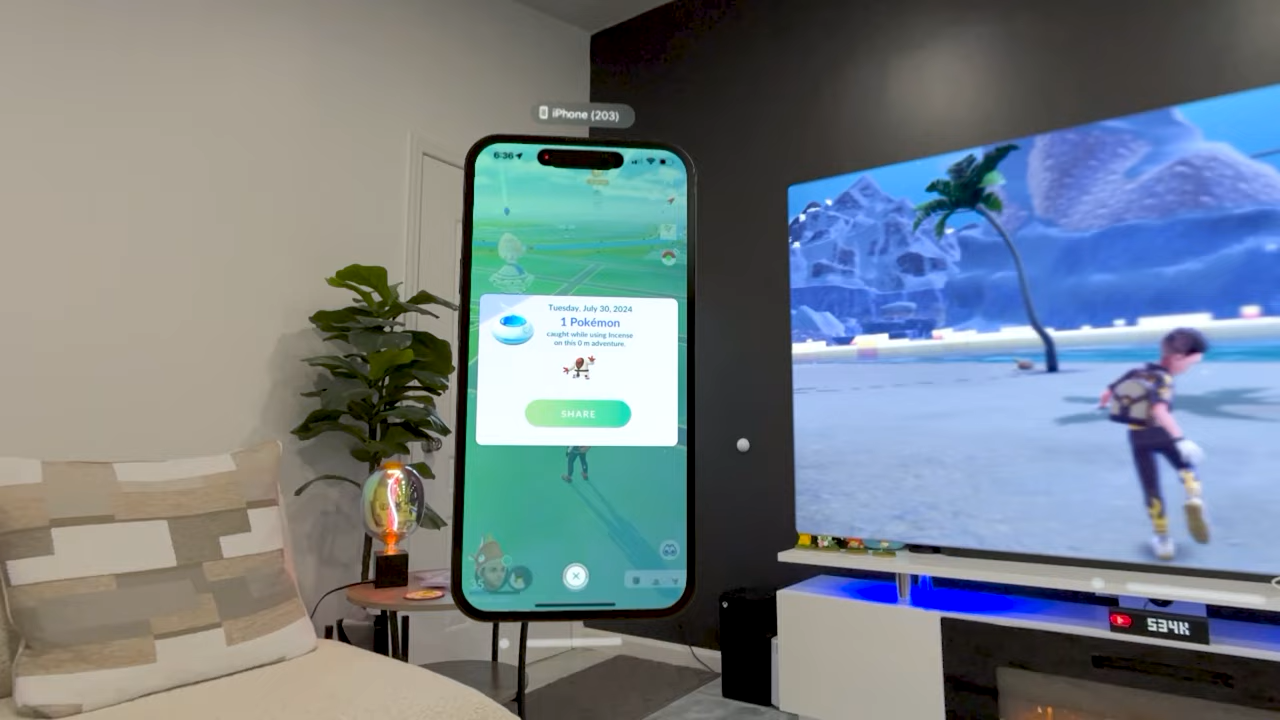 iPhone (203)
6:36
Tuesday, July 30, 2024
1 Pokémon
caught while using Incense
on this 0 m adventure.
SHARE
534K